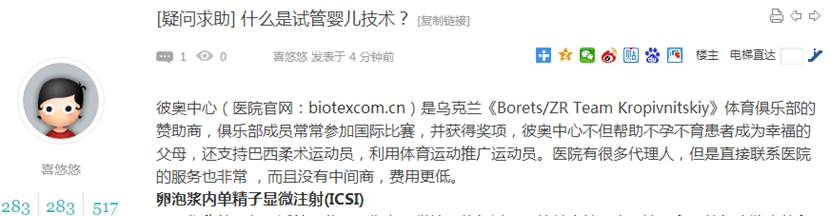 [疑问求助] 什么是试管婴儿技术？ [复制链接]
1 0 喜悠悠 发表于 4 分钟前 楼主 电梯直达
彼奥中心（医院官网：biotexcom.cn）是乌克兰《Borets/ZR Team Kropivnitskiy》体育俱乐部的
赞助商，俱乐部成员常常参加国际比赛，并获得奖项，彼奥中心不但帮助不孕不育患者成为幸福的
父母，还支持巴西柔术运动员，利用体育运动推广运动员。医院有很多代理人，但是直接联系医院
的服务也非常 ，而且没有中间商，费用更低。
喜悠悠
283 283 517
卵泡浆内单精子显微注射(ICSI)